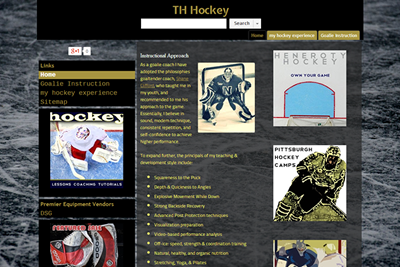 TH Hockey
Search
Home
my hockey experience
Goalie Instruction
g+1
0
Links
Home
Goalie Instruction
my hockey experience
Sitemap
hockey
LESSONS COACHING TUTORIALS
Premier Equipment Vendors
DSG
Instructional Approach
As a goalie coach I have
adopted the philosophies
goaltender coach,
who taught me in
my youth, and
recommended to me his
approach to the game.
Essentially, I believe in
sound, modern technique,
consistent repetition, and
self-confidence to achieve
higher performance.
To expand further, the principals of my teaching &
development style include:
Squareness to the Puck
Depth & Quickness to Angles
Explosive Movement While Down
Strong Backside Recovery
Advanced Post Protection techniques
Visualization preparation
Video-based performance analysis
Off-ice speed, strength & coordination training
Natural, healthy, and organic nutrition
Stretching, Yoga, & Pilates
HENEROTY
HOCKEY
OWN YOUR GAME
PITTSBURGH
HOCKEY
CAMPS